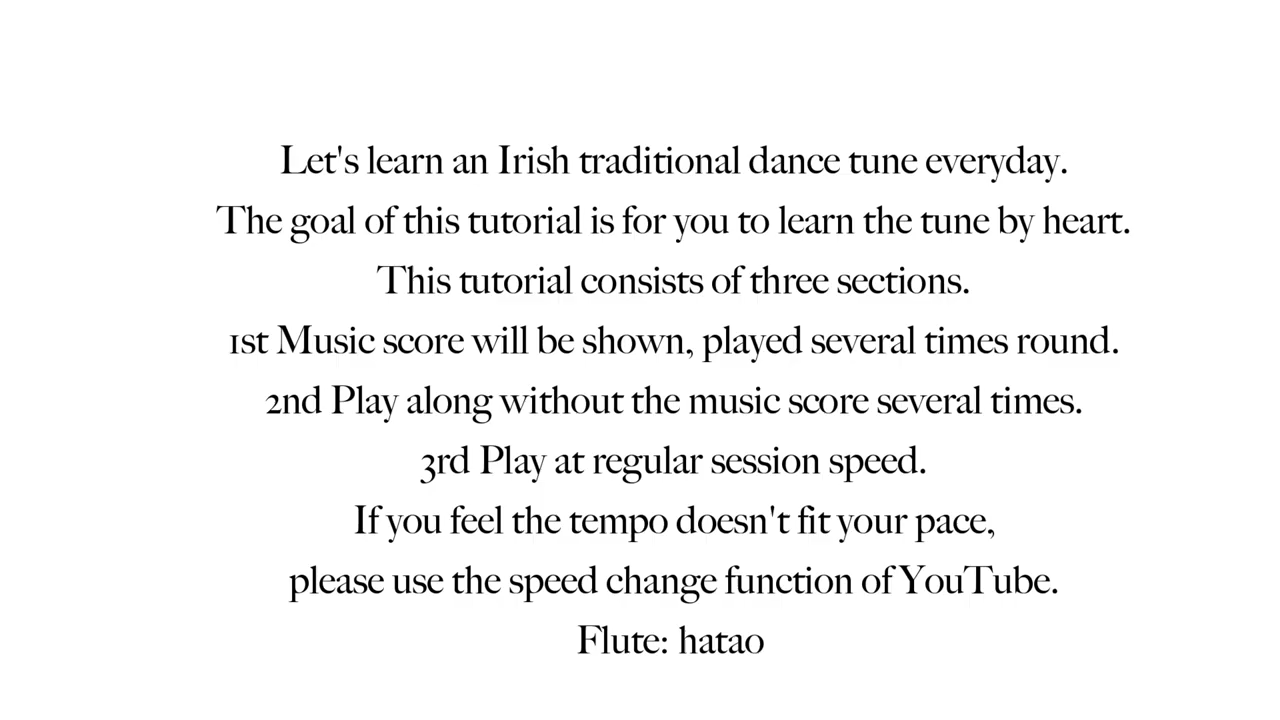 Let's learn an Irish traditional dance tune everyday.
The goal of this tutorial is for you to learn the tune by heart.
This tutorial consists of three sections.
1st Music score will be shown, played several times round.
2nd Play along without the music score several times.
3rd Play at regular session speed.
If you feel the tempo doesn't fit your pace,
please use the speed change function of YouTube.
Flute: hatao